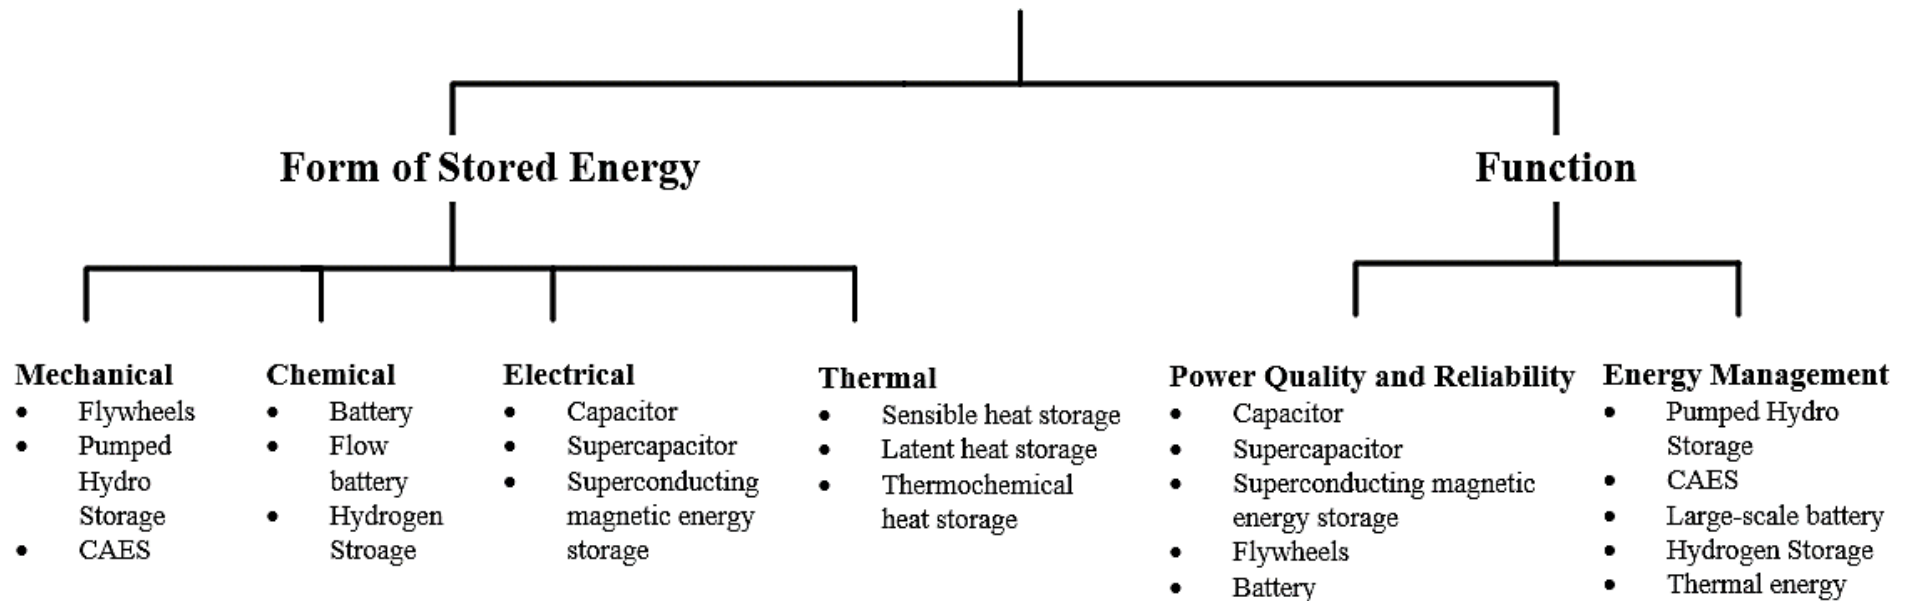 Form of Stored Energy
Function
Mechanical
• Flywheels
• Pumped
Hydro
Storage
• CAES
Chemical
• Battery
• Flow
battery
• Hydrogen
Stroage
Electrical
• Capacitor
• Supercapacitor
• Superconducting
magnetic energy
storage
Thermal
• Sensible heat storage
• Latent heat storage
• Thermochemical
heat storage
Power Quality and Reliability
• Capacitor
• Supercapacitor
• Superconducting magnetic
energy storage
• Flywheels
• Battery
Energy Management
• Pumped Hydro
Storage
• CAES
• Large-scale battery
• Hydrogen Storage
• Thermal energy